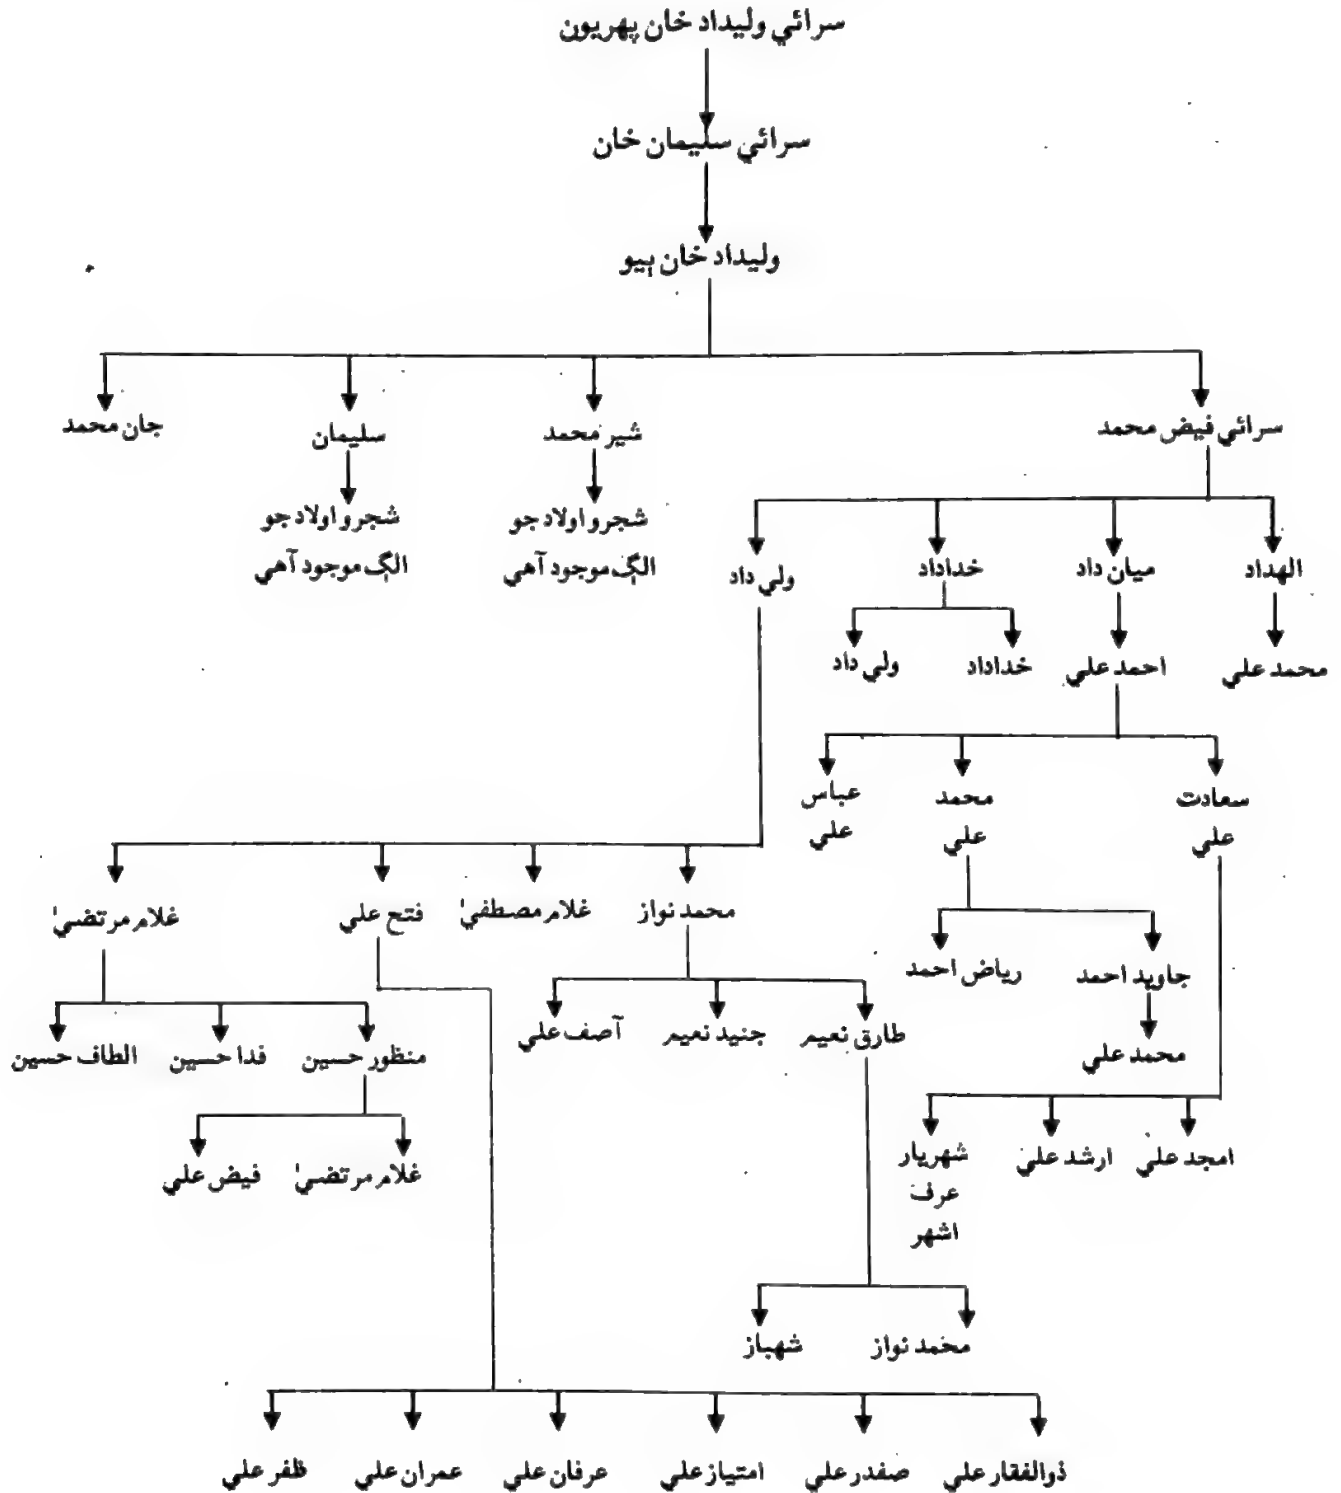 سرائي وليداد خان پهريون
سرائي سليمان خان
وليداد خان ٻيو
سرائي فيض محمد
شير محمد
سليمان
جان محمد
شجرو اولاد جو
الڳ موجود آهي
شجرو اولاد جو
الڳ موجود آهي
الهداد
ميان داد
خداداد
ولي داد
محمد علي
احمد علي
خداداد
ولي داد
سعادت
علي
محمد
علي
عباس
علي
محمد نواز
غلام مصطفيٰ
فتح علي
غلام مرتضيٰ
جاويد احمد
رياض احمد
طارق نعيم
جنيد نعيم
آصف علي
منظور حسين
فدا حسين
الطاف حسين
محمد علي
امجد علي
ارشد علي
شهريار
عرف
اشهر
غلام مرتضيٰ
فيض علي
محمد نواز
شهباز
ذوالفقار علي
صفدر علي
امتياز علي
عرفان علي
عمران علي
ظفر علي